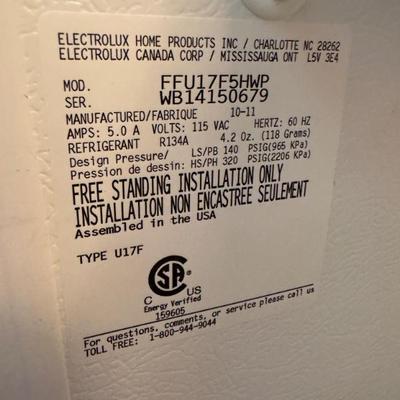 ELECTROLUX HOME PRODUCTS INC / CHARLOTTE NC 28262
ELECTROLUX CANADA CORP / MISSISSAUGA ONT L5V 3E4
MOD. FFU17F5HWP
SER. WB14150679
MANUFACTURED/FABRIQUE 10-11
AMPS: 5.0 A VOLTS: 115 VAC HERTZ: 60 HZ
REFRIGERANT R134A 4.2 Oz. (118 Grams)
Design Pressure/ LS/PB 140 PSIG(965 KPa)
Pression de dessin: HS/PH 320 PSIG(2206 KPa)
FREE STANDING INSTALLATION ONLY
INSTALLATION NON ENCASTREE SEULEMENT
Assembled in the USA
TYPE U17F
CSA
C US
Energy Verified
159605
For questions, comments, or service please call
TOLL FREE: 1-800-944-9044